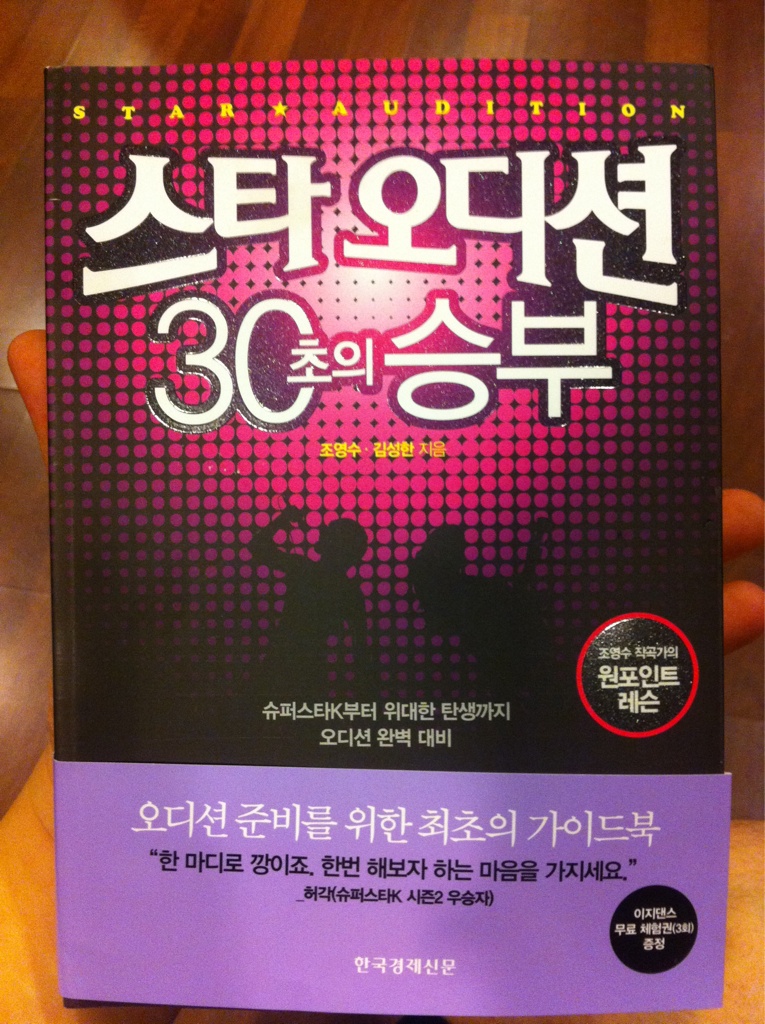 STAR★AUDITION
스타 오디션
30초의 승부
조영수·김성한 지음
조영수 작곡가의
원포인트
레슨
슈퍼스타K부터 위대한 탄생까지
오디션 완벽 대비
오디션 준비를 위한 최초의 가이드북
“한 마디로 깡이죠. 한번 해보자 하는 마음을 가지세요.”
_허각(슈퍼스타K 시즌2 우승자)
이지댄스
무료 체험권(3회)
증정
한국경제신문